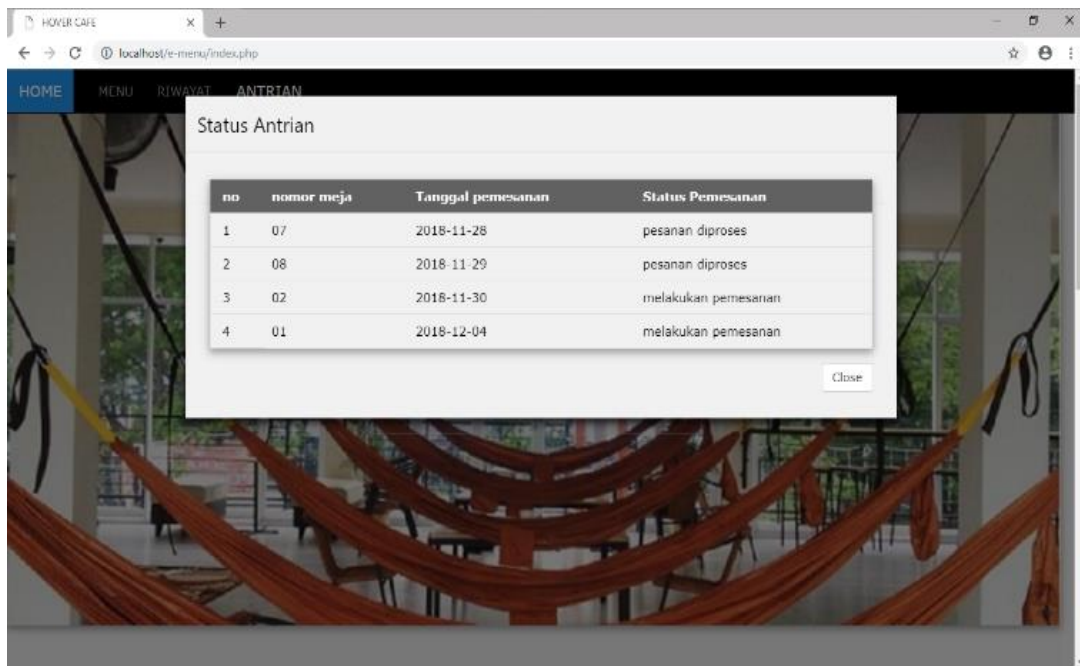 HOVER CAFE
localhost/e-menu/index.php
HOME MENU RIWAYAT ANTRIAN
Status Antrian
no nomor meja Tanggal pemesanan Status Pemesanan
1 07 2018-11-28 pesanan diproses
2 08 2018-11-29 pesanan diproses
3 02 2018-11-30 melakukan pemesanan
4 01 2018-12-04 melakukan pemesanan
Close